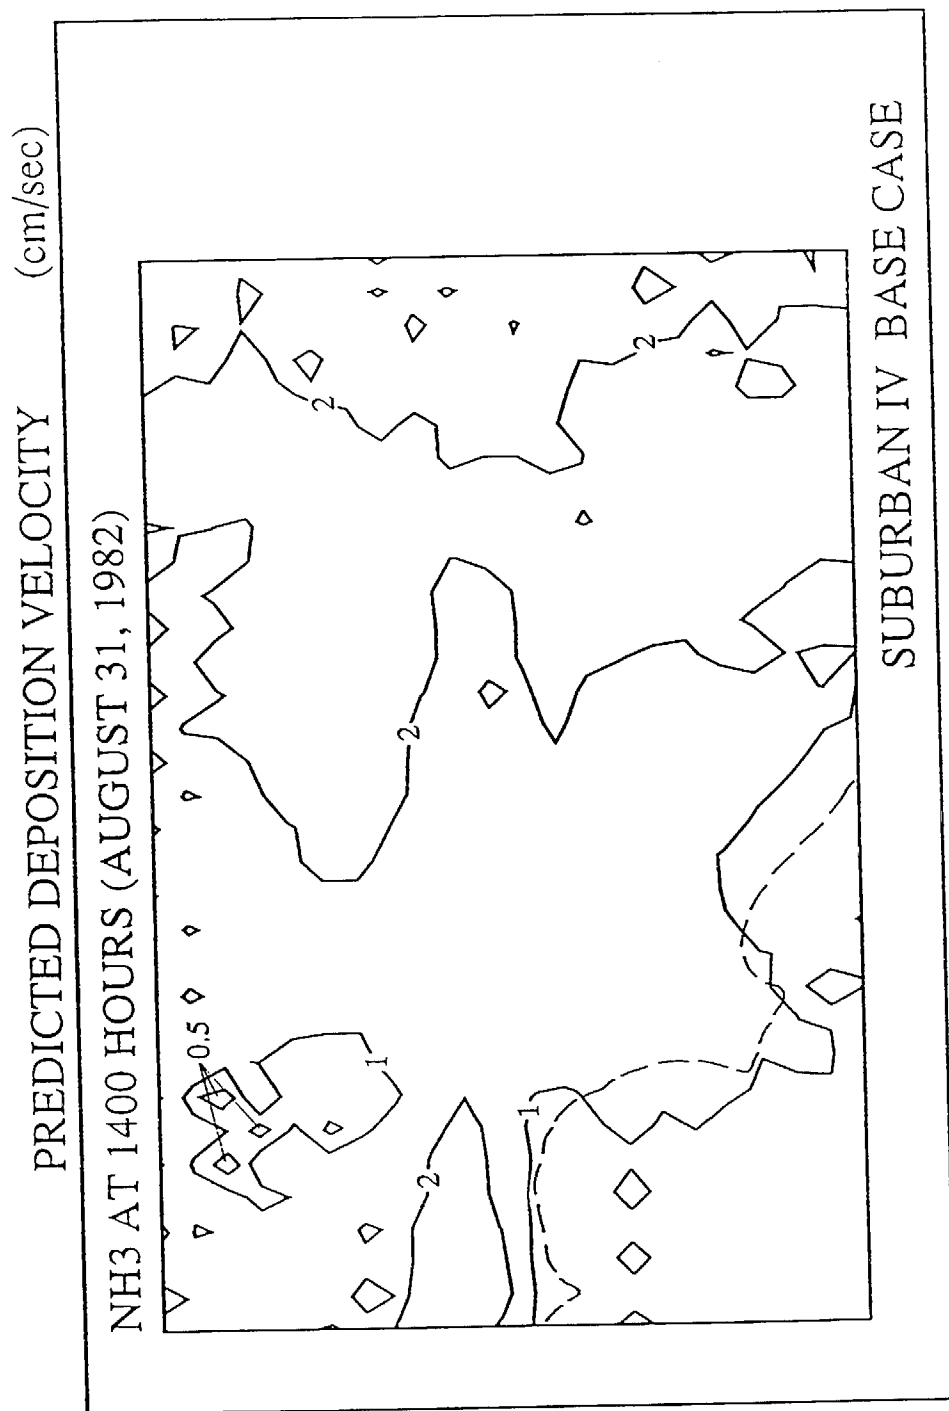 PREDICTED DEPOSITION VELOCITY (cm/sec)
NH3 AT 1400 HOURS (AUGUST 31, 1982)
0.5
1
2
2
2
2
1
SUBURBAN IV BASE CASE